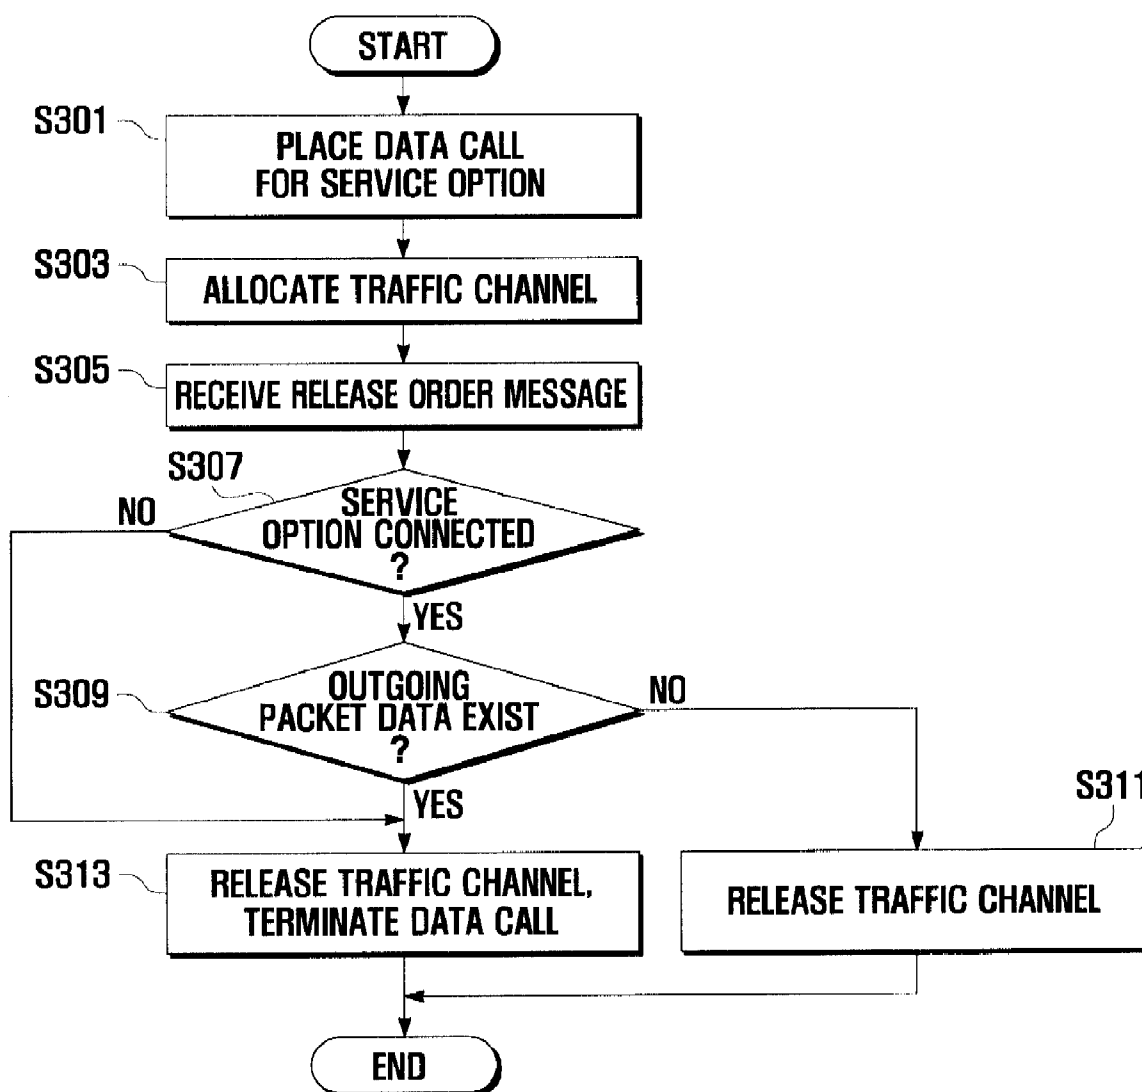 START
S301
PLACE DATA CALL
FOR SERVICE OPTION
S303
ALLOCATE TRAFFIC CHANNEL
S305
RECEIVE RELEASE ORDER MESSAGE
S307
NO
SERVICE
OPTION CONNECTED
?
YES
S309
OUTGOING
PACKET DATA EXIST
?
NO
YES
S311
S313
RELEASE TRAFFIC CHANNEL,
TERMINATE DATA CALL
RELEASE TRAFFIC CHANNEL
END